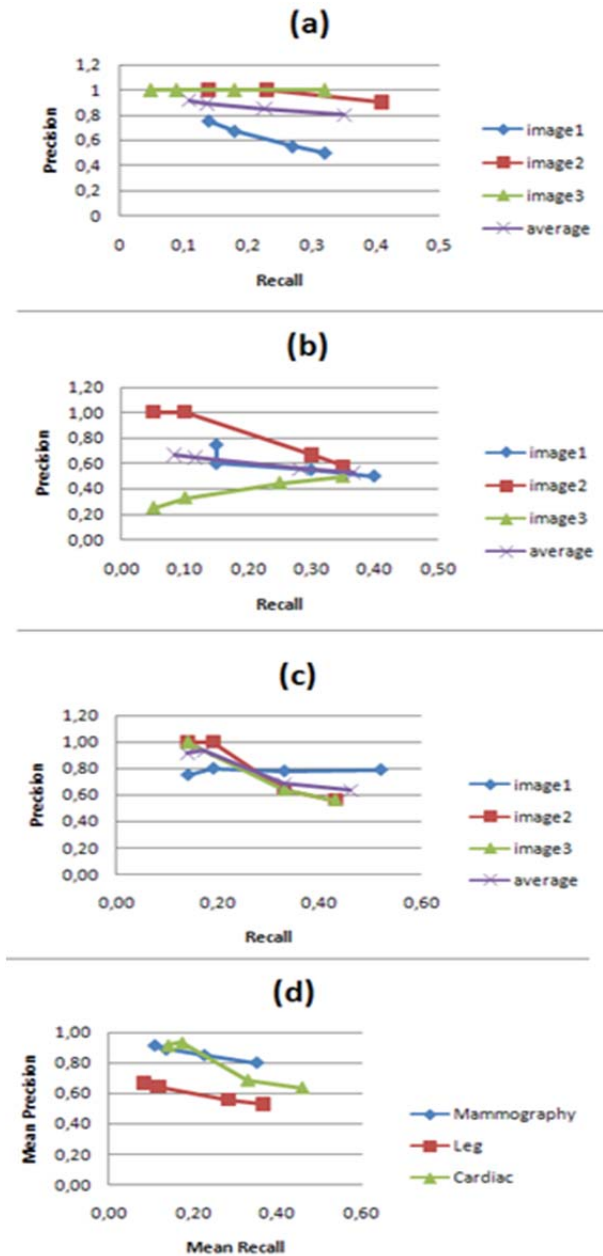 (a)
Precision
1,2
1
0,8
0,6
0,4
0,2
0
0 0,1 0,2 0,3 0,4 0,5
Recall
image1
image2
image3
average
(b)
Precision
1,20
1,00
0,80
0,60
0,40
0,20
0,00
0,00 0,10 0,20 0,30 0,40 0,50
Recall
image1
image2
image3
average
(c)
Precision
1,20
1,00
0,80
0,60
0,40
0,20
0,00
0,00 0,20 0,40 0,60
Recall
image1
image2
image3
average
(d)
Mean Precision
1,00
0,80
0,60
0,40
0,20
0,00
0,00 0,20 0,40 0,60
Mean Recall
Mammography
Leg
Cardiac